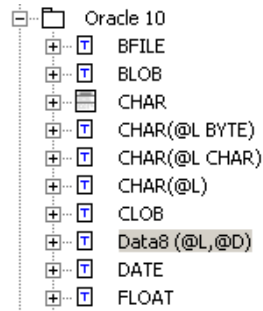 Oracle 10
BFILE
BLOB
CHAR
CHAR(@L BYTE)
CHAR(@L CHAR)
CHAR(@L)
CLOB
Data8 (@L,@D)
DATE
FLOAT